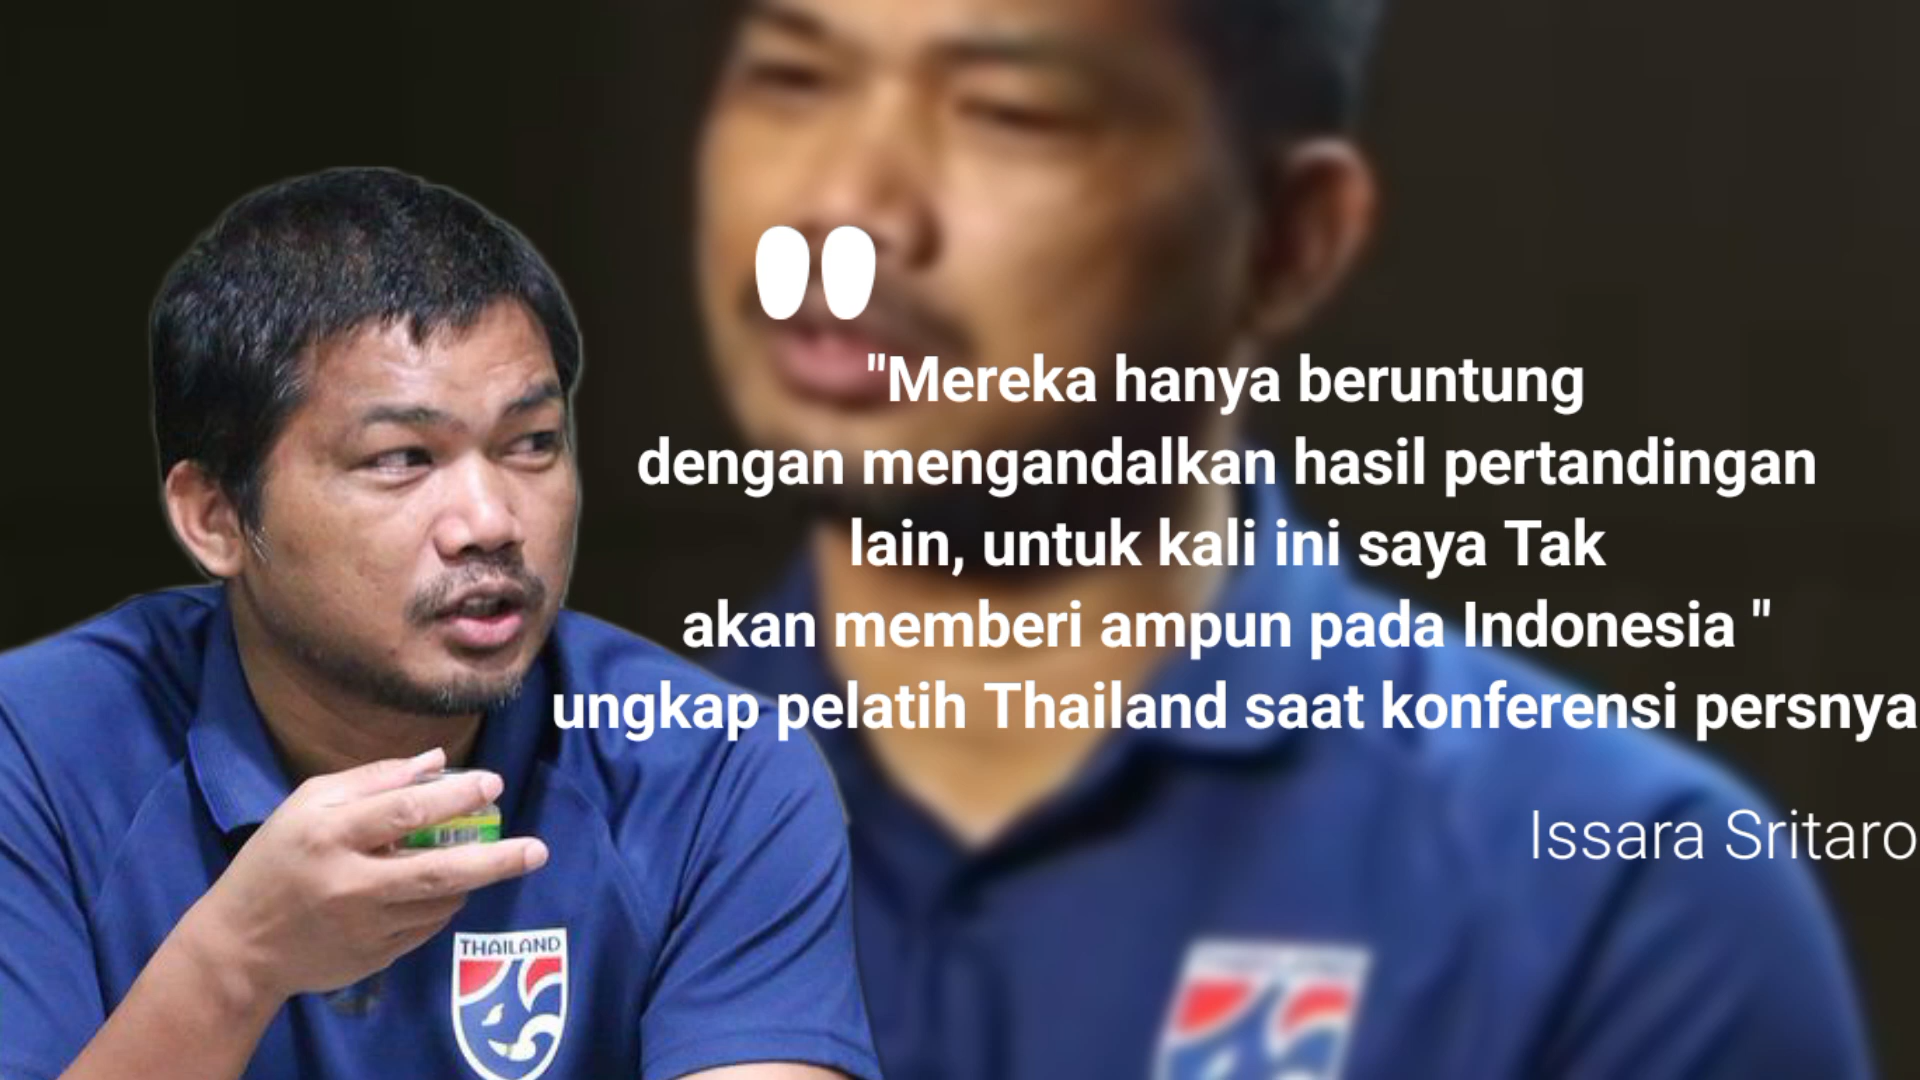 "Mereka hanya beruntung
dengan mengandalkan hasil pertandingan
lain, untuk kali ini saya Tak
akan memberi ampun pada Indonesia "
ungkap pelatih Thailand saat konferensi persnya
Issara Sritaro
THAILAND